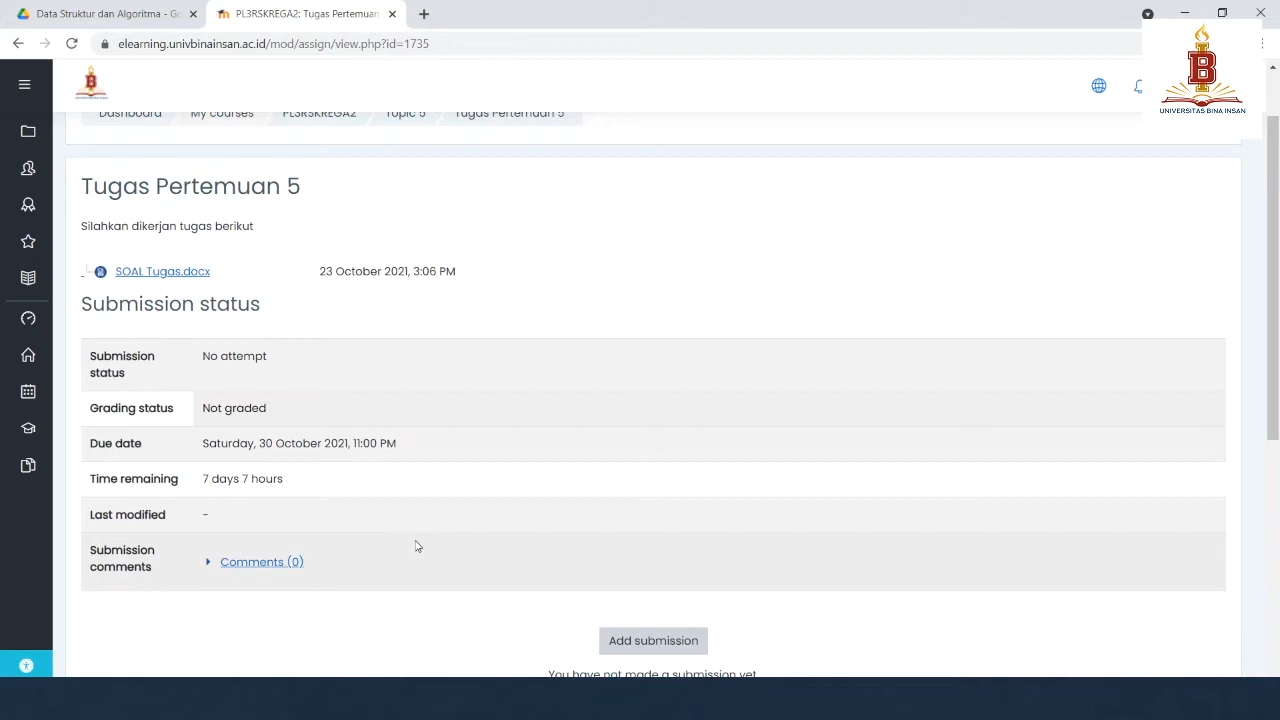 Data Struktur dan Algoritma - Go
PL3RSKREGA2: Tugas Pertemuan
elearning.univbinainsan.ac.id/mod/assign/view.php?id=1735
B
UNIVERSITAS BINA INSAN
Dashboard My courses PL3RSKREGA2 Topic 5 Tugas Pertemuan 5
Tugas Pertemuan 5
Silahkan dikerjan tugas berikut
SOAL Tugas.docx 23 October 2021, 3:06 PM
Submission status
Submission status No attempt
Grading status Not graded
Due date Saturday, 30 October 2021, 11:00 PM
Time remaining 7 days 7 hours
Last modified -
Submission comments Comments (0)
Add submission
You have not made a submission yet